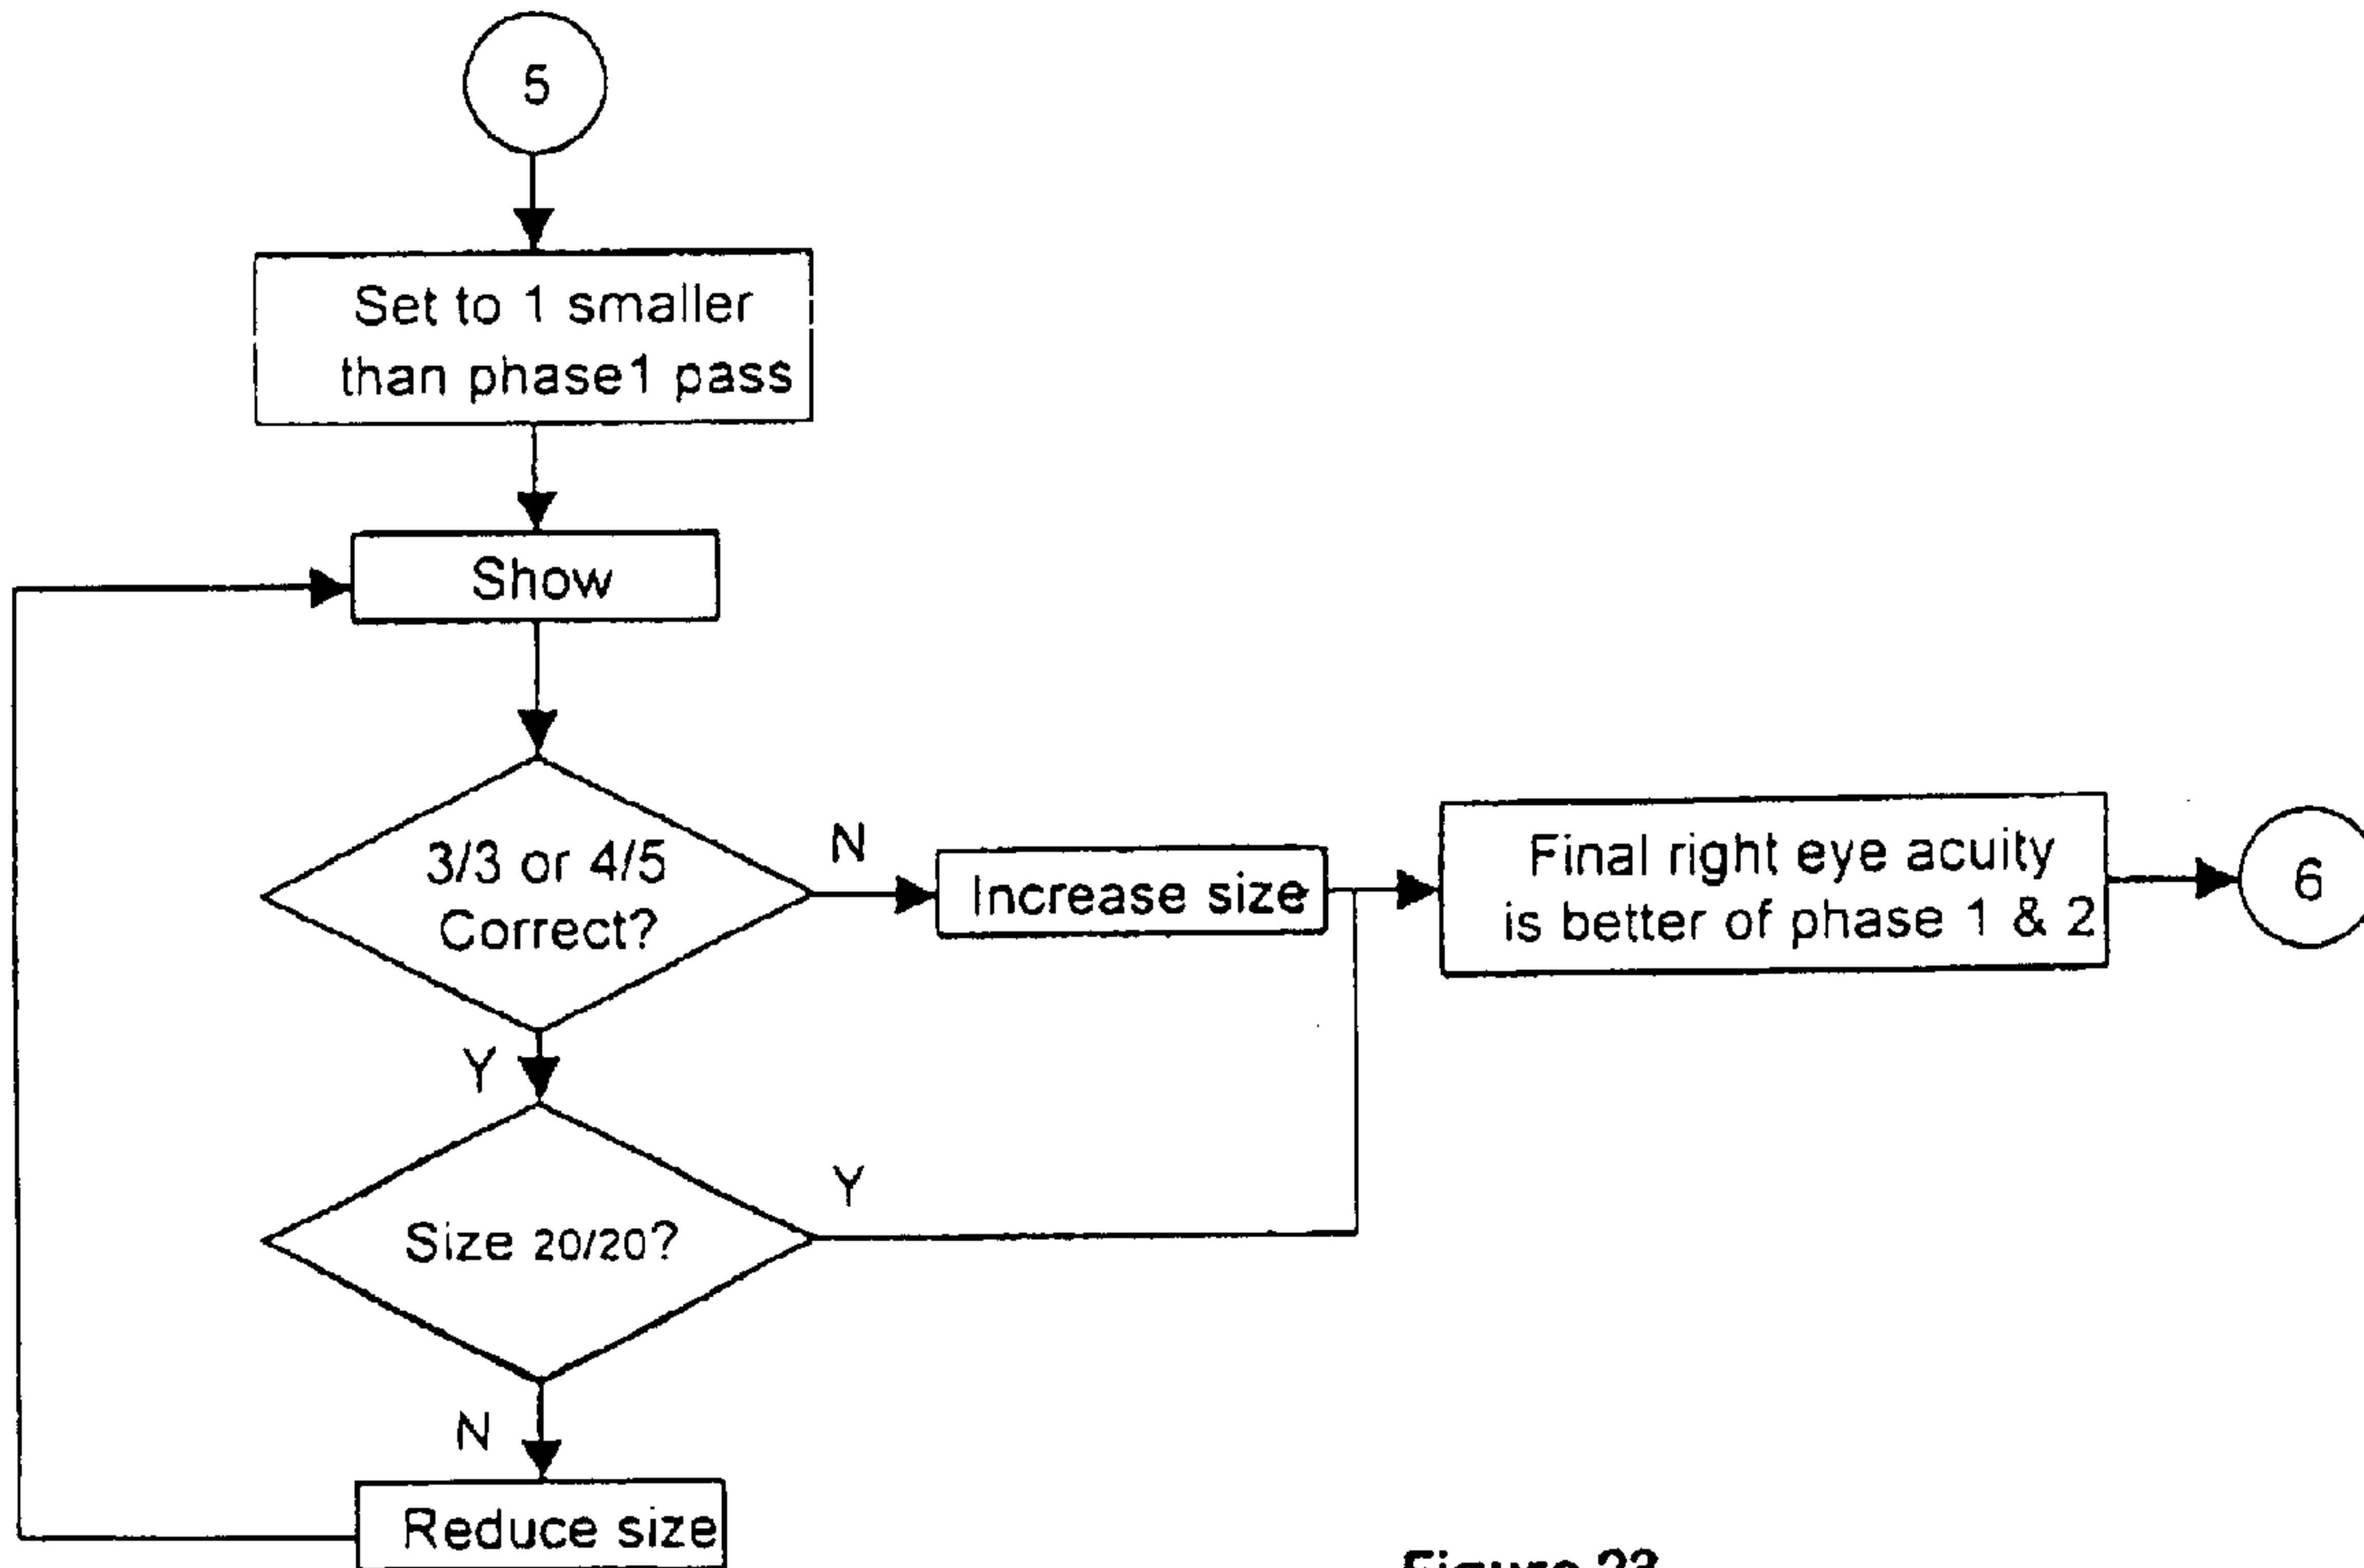 5
Set to 1 smaller
than phase1 pass
Show
3/3 or 4/5
Correct?
N
Increase size
Final right eye acuity
is better of phase 1 & 2
6
Y
Size 20/20?
Y
N
Reduce size